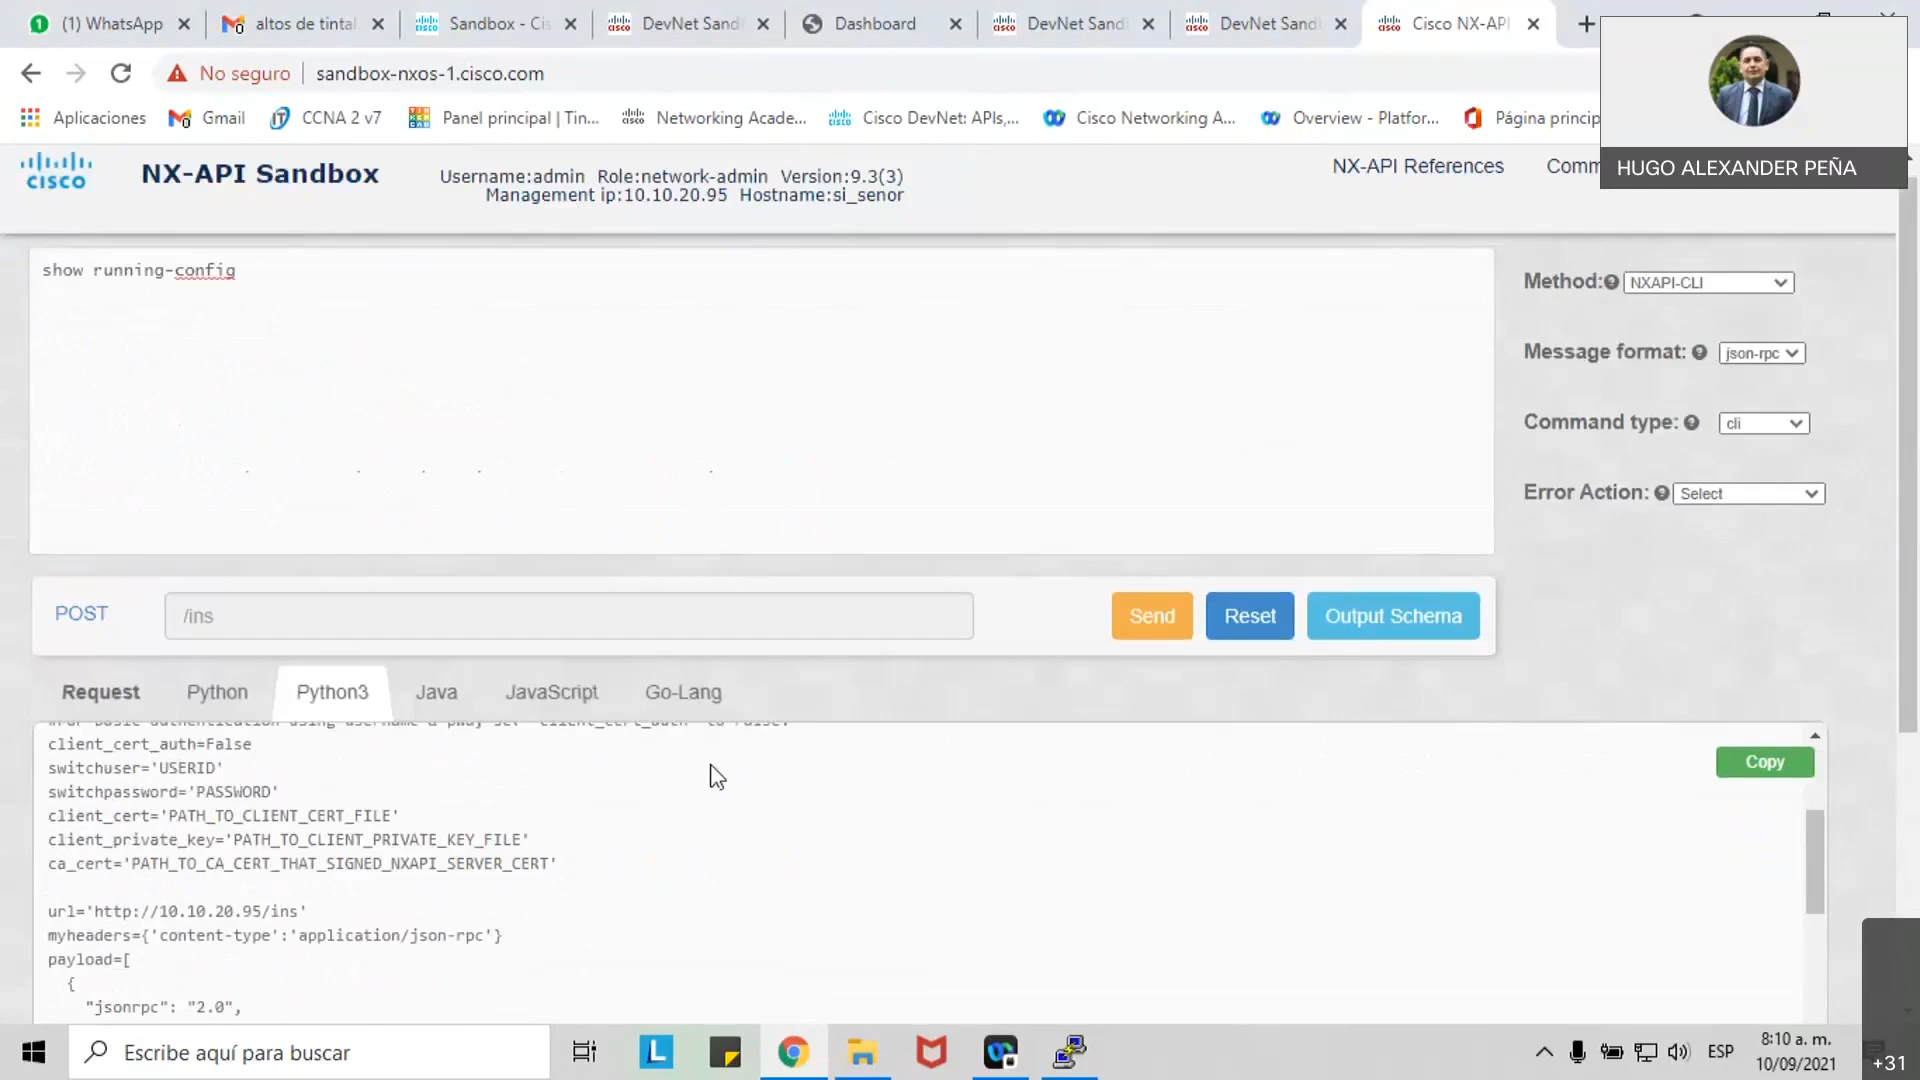 (1) WhatsApp
altos de tintal
Sandbox - Cis
DevNet Sand
Dashboard
DevNet Sand
DevNet Sand
Cisco NX-API
No seguro
sandbox-nxos-1.cisco.com
Aplicaciones
Gmail
CCNA 2 v7
Panel principal | Tin...
Networking Acade...
Cisco DevNet: APIs,...
Cisco Networking A...
Overview - Platfor...
Página princip
HUGO ALEXANDER PEÑA
CISCO
NX-API Sandbox
Username:admin Role:network-admin Version:9.3(3)
Management ip:10.10.20.95 Hostname:si_senor
NX-API References
Comm
show running-config
Method:
NXAPI-CLI
Message format:
json-rpc
Command type:
cli
Error Action:
Select
POST
/ins
Send
Reset
Output Schema
Request
Python
Python3
Java
JavaScript
Go-Lang
Copy
client_cert_auth=False
switchuser='USERID'
switchpassword='PASSWORD'
client_cert='PATH_TO_CLIENT_CERT_FILE'
client_private_key='PATH_TO_CLIENT_PRIVATE_KEY_FILE'
ca_cert='PATH_TO_CA_CERT_THAT_SIGNED_NXAPI_SERVER_CERT'
url='http://10.10.20.95/ins'
myheaders={'content-type':'application/json-rpc'}
payload=[
{
"jsonrpc": "2.0",
Escribe aquí para buscar
ESP
8:10 a. m.
10/09/2021
+31